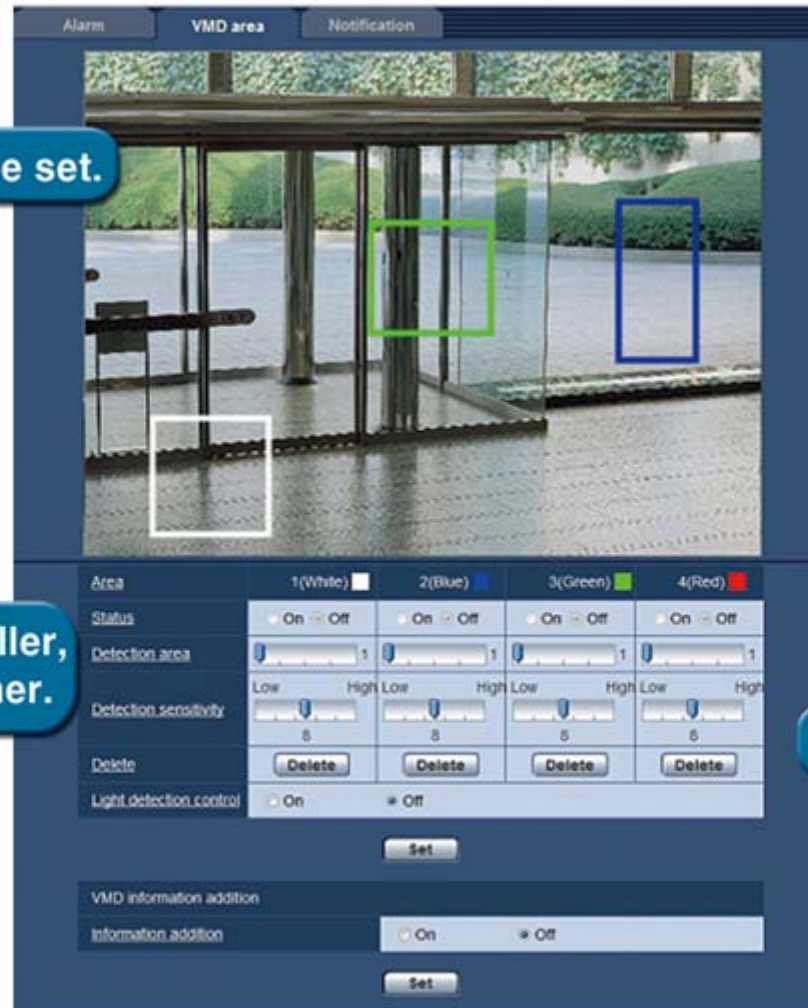 Alarm VMD area Notification
e set.
Area 1(White) 2(Blue) 3(Green) 4(Red)
Status On Off On Off On Off On Off
ller,
Detection area 1 1 1 1
ner.
Low High Low High Low High Low High
Detection sensitivity
8 8 8 8
Delete Delete Delete Delete Delete
Light detection control On Off
Set
VMD information addition
Information addition On Off
Set